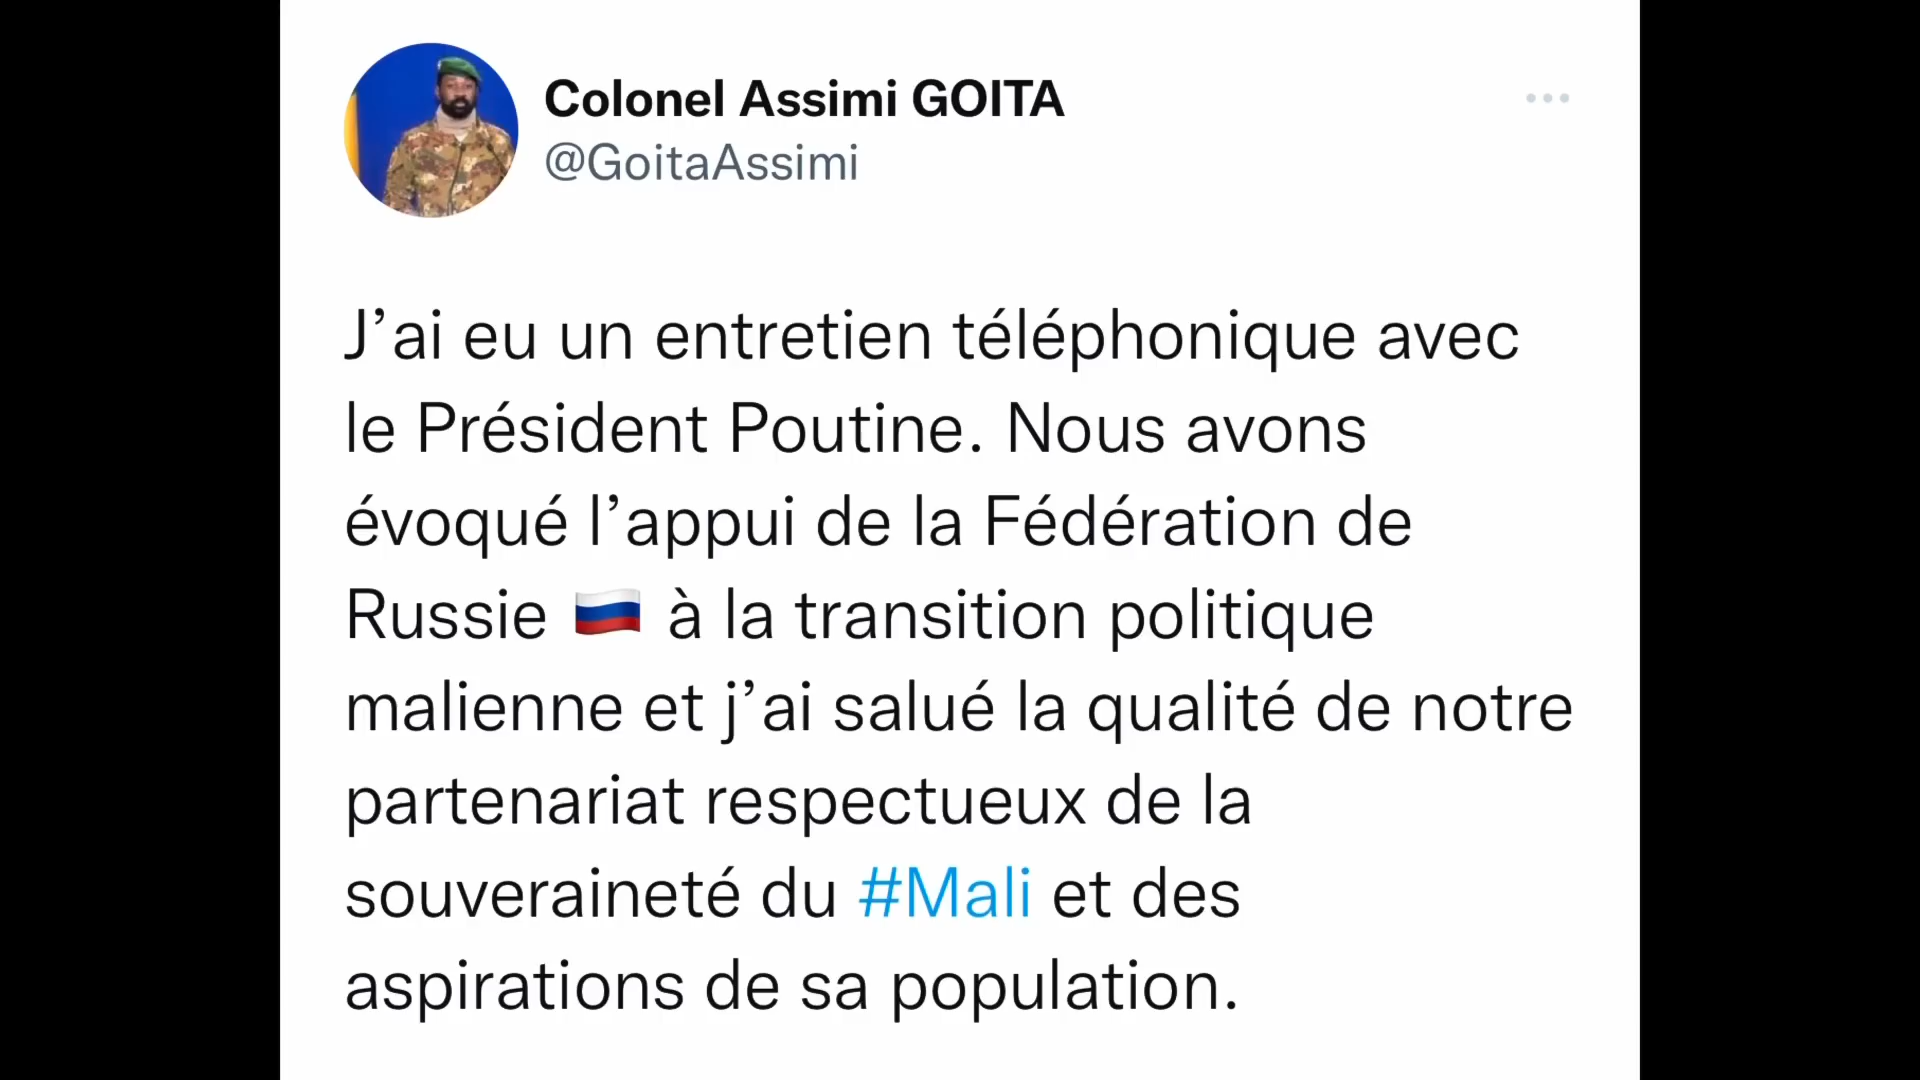 Colonel Assimi GOITA
@GoitaAssimi
J’ai eu un entretien téléphonique avec
le Président Poutine. Nous avons
évoqué l’appui de la Fédération de
Russie 🇷🇺 à la transition politique
malienne et j’ai salué la qualité de notre
partenariat respectueux de la
souveraineté du #Mali et des
aspirations de sa population.